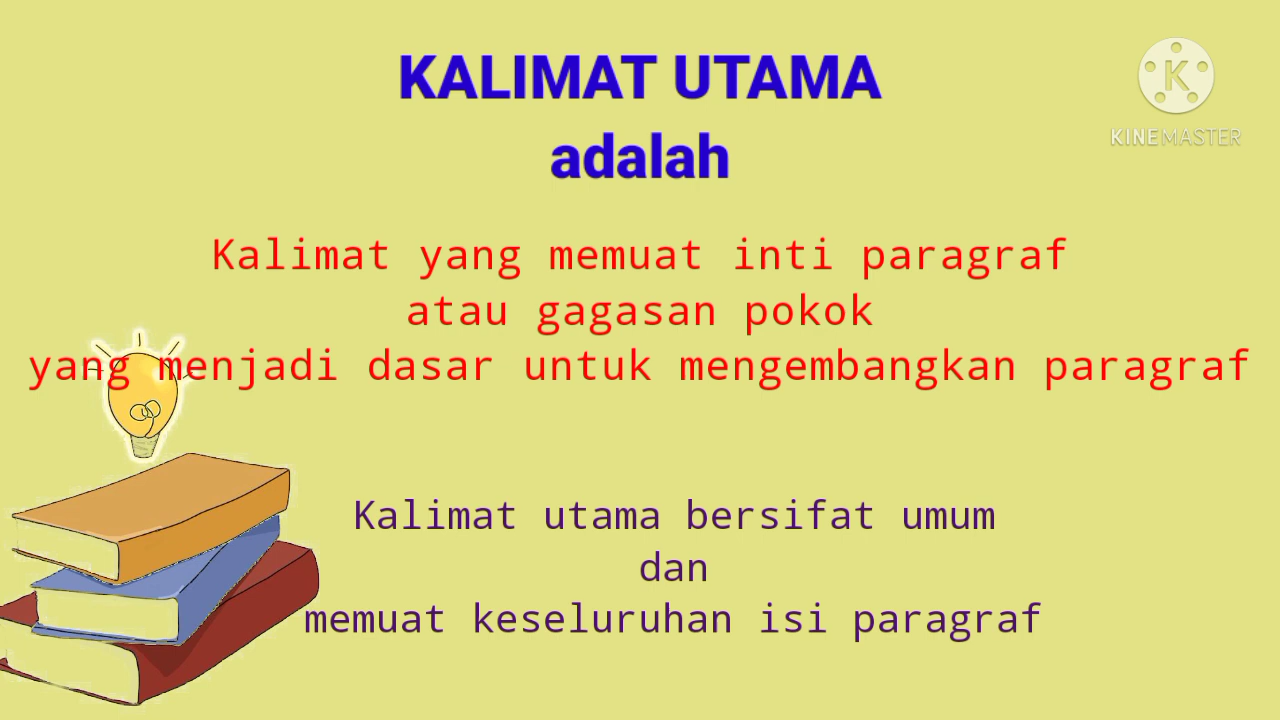 KALIMAT UTAMA
adalah
K
KINEMASTER
Kalimat yang memuat inti paragraf
atau gagasan pokok
yang menjadi dasar untuk mengembangkan paragraf
Kalimat utama bersifat umum
dan
memuat keseluruhan isi paragraf